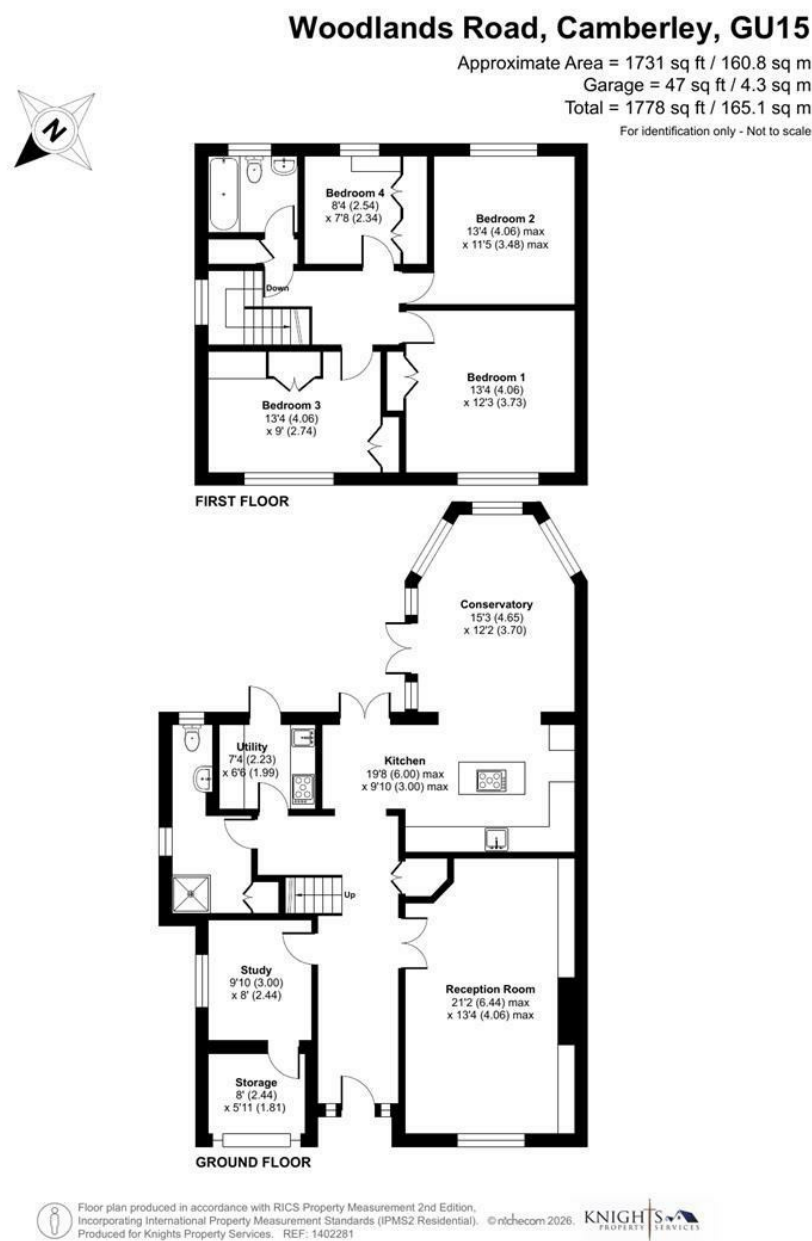 Woodlands Road, Camberley, GU15
Approximate Area = 1731 sq ft / 160.8 sq m
Garage = 47 sq ft / 4.3 sq m
Total = 1778 sq ft / 165.1 sq m
For identification only - Not to scale
N
Bedroom 4
8'4 (2.54)
x 7'8 (2.34)
Bedroom 2
13'4 (4.06) max
x 11'5 (3.48) max
Down
Bedroom 3
13'4 (4.06)
x 9' (2.74)
Bedroom 1
13'4 (4.06)
x 12'3 (3.73)
FIRST FLOOR
Conservatory
15'3 (4.65)
x 12'2 (3.70)
Utility
7'4 (2.23)
x 6'6 (1.99)
Kitchen
19'8 (6.00) max
x 9'10 (3.00) max
Up
Study
9'10 (3.00)
x 8' (2.44)
Reception Room
21'2 (6.44) max
x 13'4 (4.06) max
Storage
8' (2.44)
x 5'11 (1.81)
GROUND FLOOR
Floor plan produced in accordance with RICS Property Measurement 2nd Edition,
Incorporating International Property Measurement Standards (IPMS2 Residential). ©ntchecom 2026.
Produced for Knights Property Services. REF: 1402281
KNIGHTS
PROPERTY SERVICES